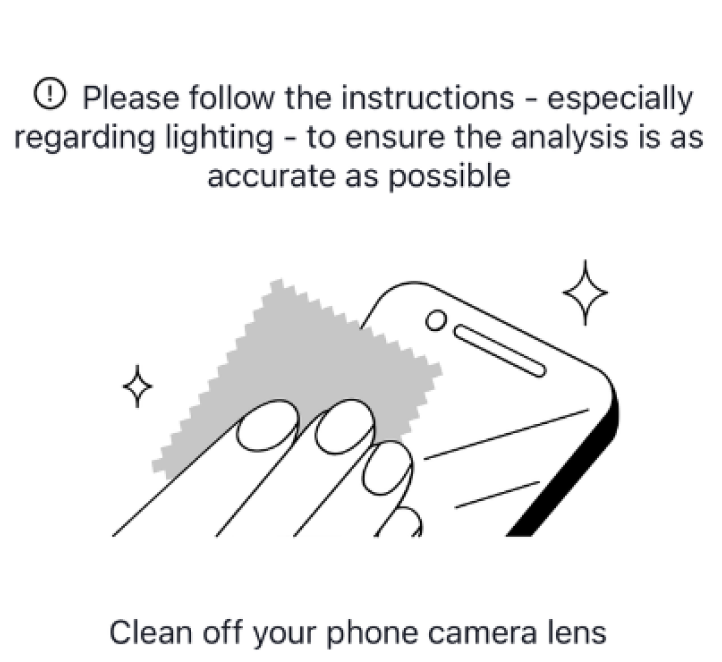 Please follow the instructions - especially
regarding lighting - to ensure the analysis is as
accurate as possible
Clean off your phone camera lens